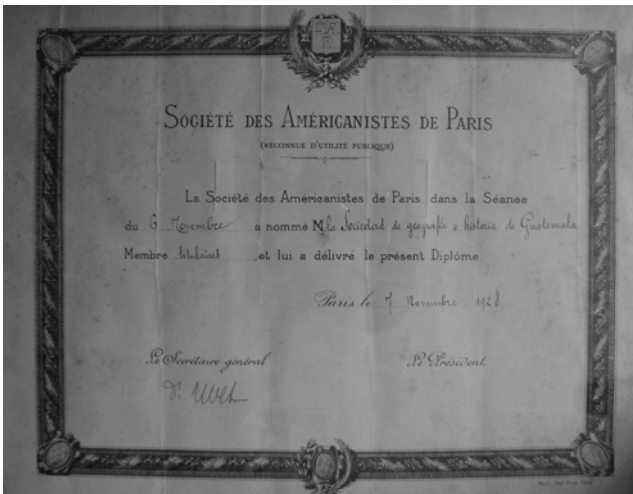 SOCIÉTÉ DES AMÉRICANISTES DE PARIS
(RECONNUE D'UTILITÉ PUBLIQUE)
La Société des Américanistes de Paris, dans la Séance
du 6 Novembre a nommé M la Sociedad de geografia e historia de Guatemala
Membre titulaire et lui a délivré le présent Diplôme.
Paris le 7 Novembre 1928
Le Secrétaire général
Le Président